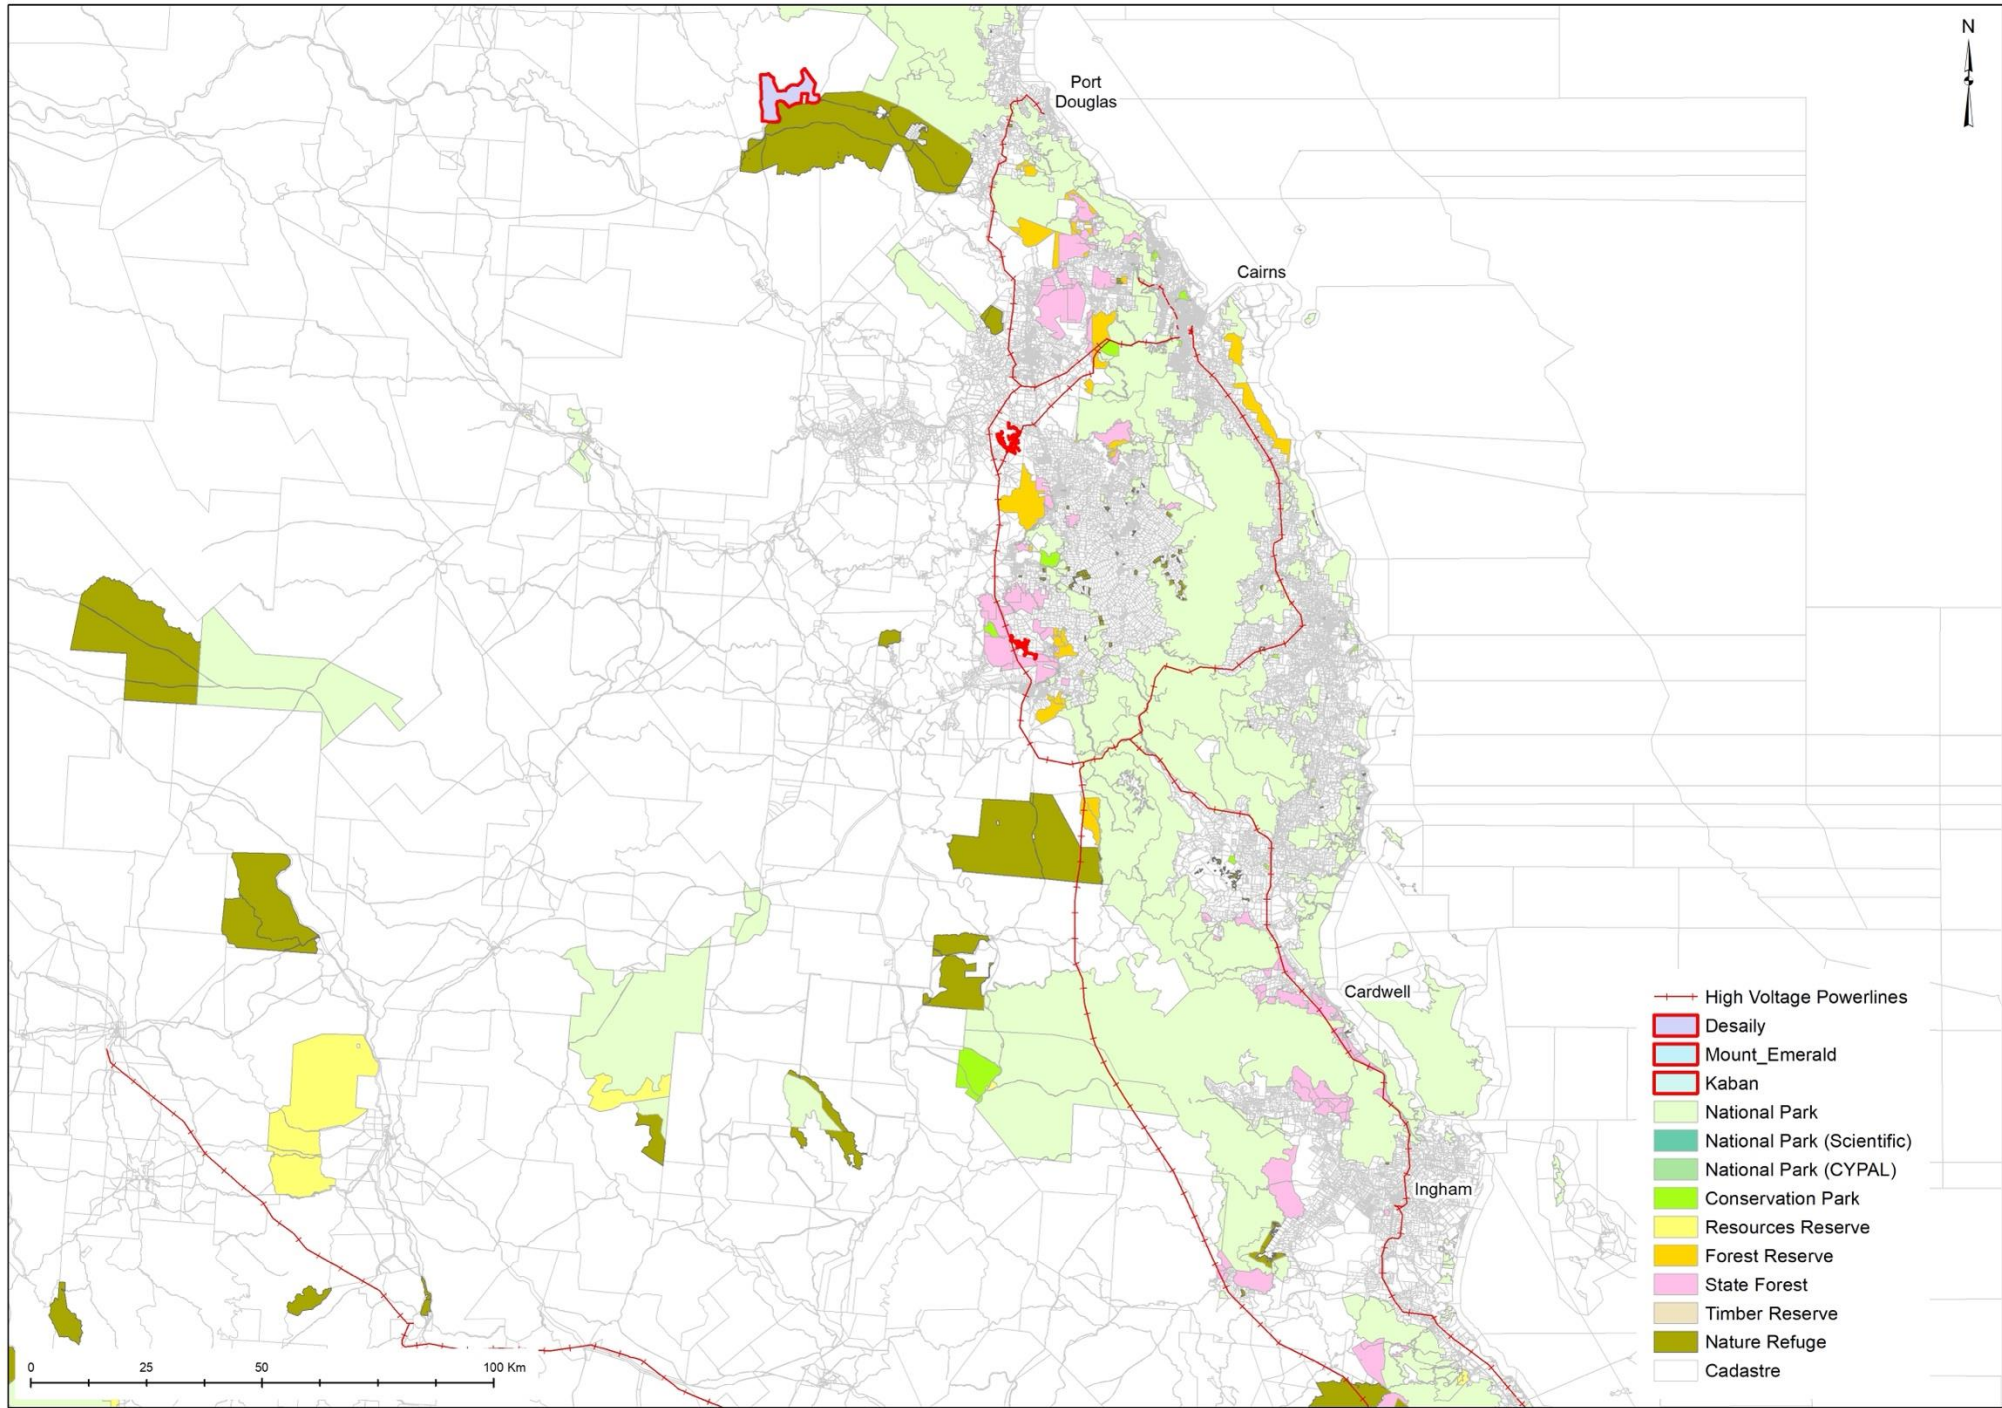 N
Port
Douglas
Cairns
Cardwell
Ingham
High Voltage Powerlines
Desaily
Mount_Emerald
Kaban
National Park
National Park (Scientific)
National Park (CYPAL)
Conservation Park
Resources Reserve
Forest Reserve
State Forest
Timber Reserve
Nature Refuge
Cadastre
0 25 50 100 Km